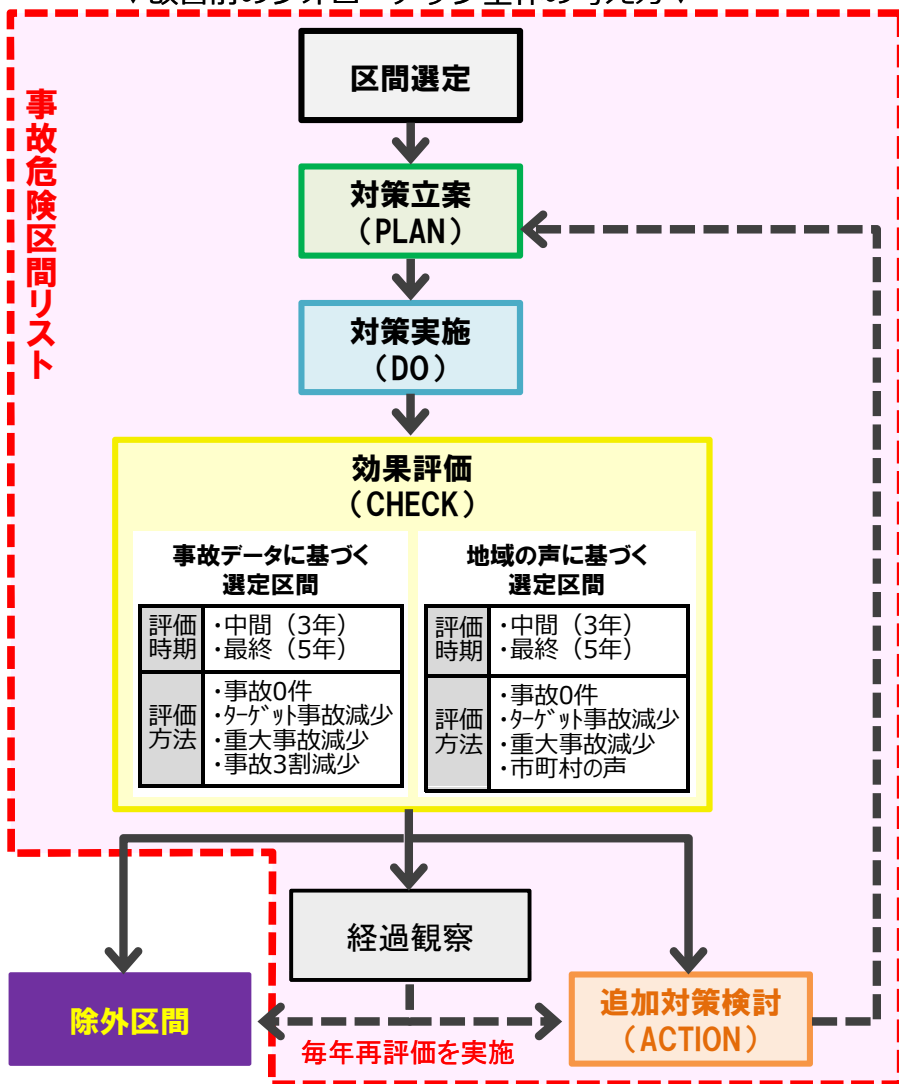 区間選定
事故危険区間リスト
対策立案
（PLAN）
対策実施
（DO）
効果評価
（CHECK）
事故データに基づく
選定区間
評価
時期
・中間（3年）
・最終（5年）
評価
方法
・事故0件
・ﾀｰｹﾞｯﾄ事故減少
・重大事故減少
・事故3割減少
地域の声に基づく
選定区間
評価
時期
・中間（3年）
・最終（5年）
評価
方法
・事故0件
・ﾀｰｹﾞｯﾄ事故減少
・重大事故減少
・市町村の声
経過観察
除外区間
追加対策検討
（ACTION）
毎年再評価を実施